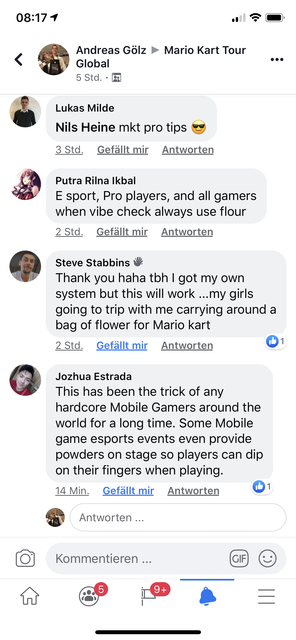 08:17
Andreas Gölz ▶ Mario Kart Tour
Global
5 Std. ·
Lukas Milde
Nils Heine mkt pro tips 😎
3 Std. Gefällt mir Antworten
Putra Rilna Ikbal
E sport, Pro players, and all gamers
when vibe check always use flour
2 Std. Gefällt mir Antworten
Steve Stabbins
Thank you haha tbh I got my own
system but this will work ...my girls
going to trip with me carrying around a
bag of flower for Mario kart
2 Std. Gefällt mir Antworten 1
Jozhua Estrada
This has been the trick of any
hardcore Mobile Gamers around the
world for a long time. Some Mobile
game esports events even provide
powders on stage so players can dip
on their fingers when playing.
14 Min. Gefällt mir Antworten 1
Antworten ...
Kommentieren ... GIF
5 9+